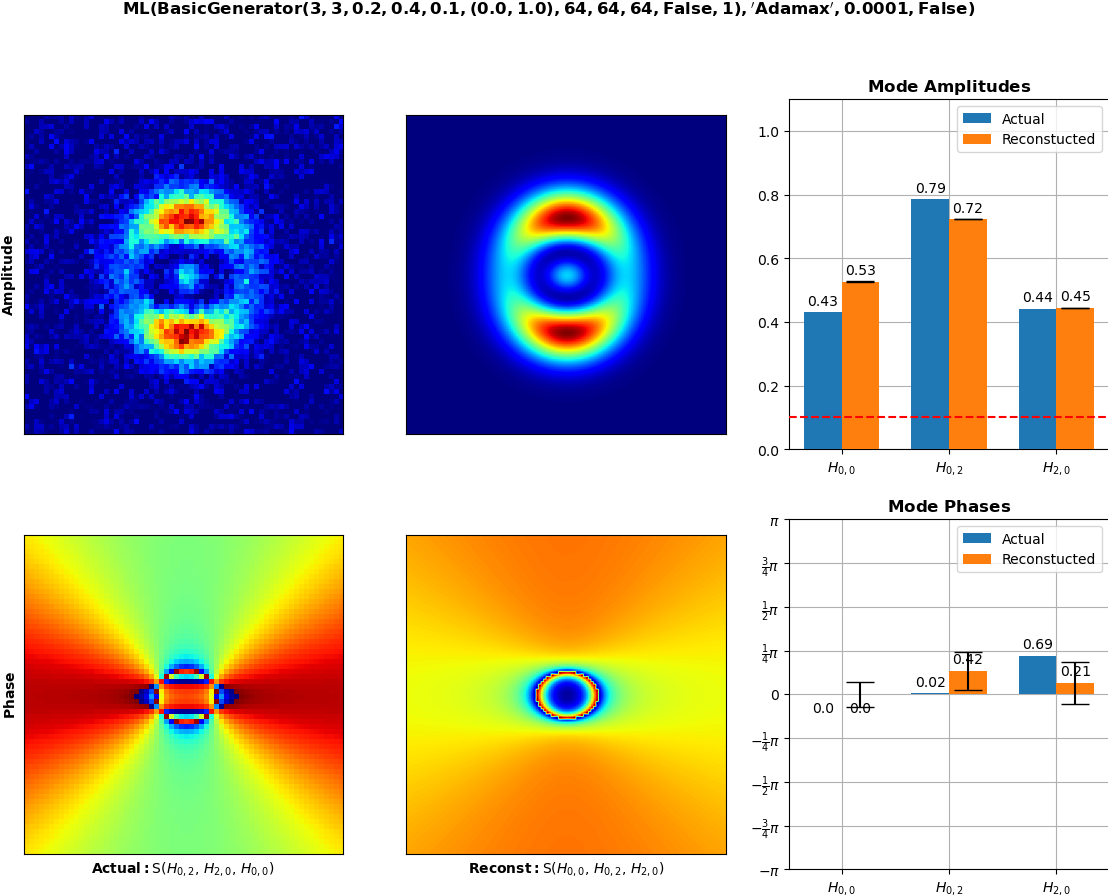 ML(BasicGenerator(3, 3, 0.2, 0.4, 0.1, (0.0, 1.0), 64, 64, 64, False, 1), ′Adamax′, 0.0001, False)
Amplitude
Mode Amplitudes
Actual
Reconstucted
1.0
0.8
0.6
0.4
0.2
0.0
0.43
0.53
0.79
0.72
0.44
0.45
H0,0
H0,2
H2,0
Phase
Actual: S(H0,2, H2,0, H0,0)
Reconst: S(H0,0, H0,2, H2,0)
Mode Phases
Actual
Reconstucted
π
3/4π
1/2π
1/4π
0
−1/4π
−1/2π
−3/4π
−π
0.0
0.0
0.02
0.42
0.69
0.21
H0,0
H0,2
H2,0